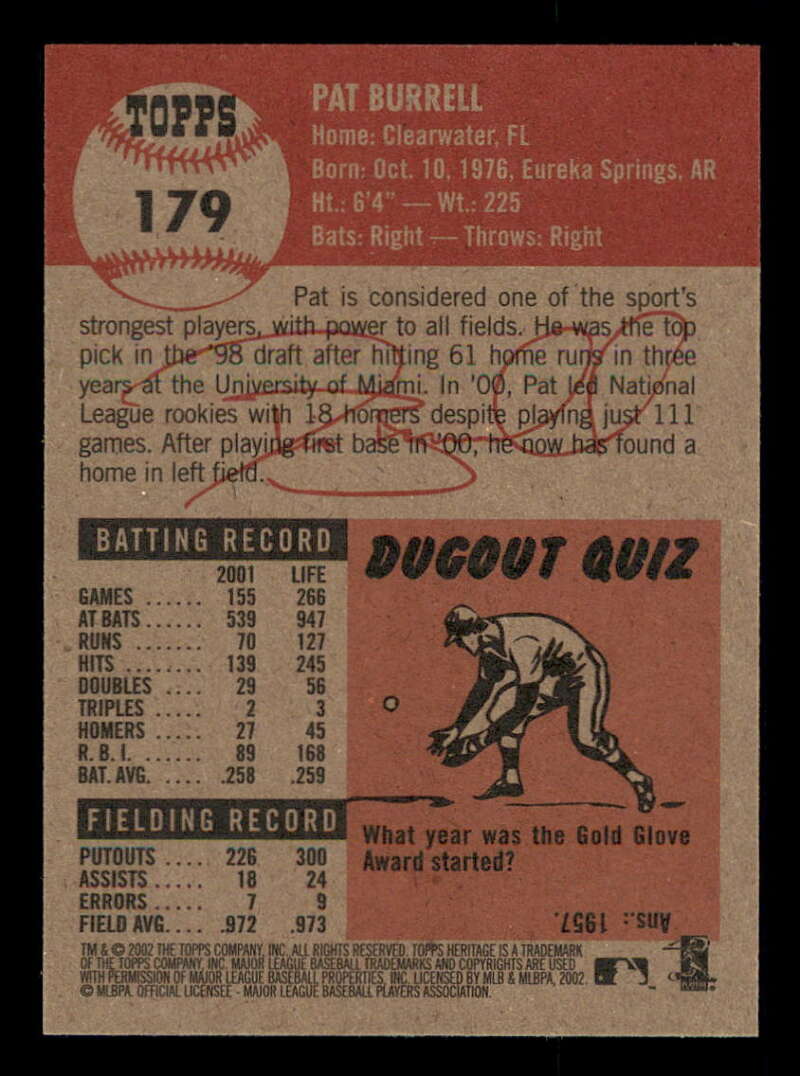 TOPPS
179
PAT BURRELL
Home: Clearwater, FL
Born: Oct. 10, 1976, Eureka Springs, AR
Ht.: 6'4" — Wt.: 225
Bats: Right — Throws: Right
Pat is considered one of the sport's
strongest players, with power to all fields. He was the top
pick in the '98 draft after hitting 61 home runs in three
years at the University of Miami. In '00, Pat led National
League rookies with 18 homers despite playing just 111
games. After playing first base in '00, he now has found a
home in left field.
BATTING RECORD
2001 LIFE
GAMES ...... 155 266
AT BATS ...... 539 947
RUNS ....... 70 127
HITS ........ 139 245
DOUBLES .... 29 56
TRIPLES ..... 2 3
HOMERS ..... 27 45
R. B. I. ...... 89 168
BAT. AVG. .... .258 .259
FIELDING RECORD
PUTOUTS .... 226 300
ASSISTS ..... 18 24
ERRORS ..... 7 9
FIELD AVG. ... .972 .973
DUGOUT QUIZ
What year was the Gold Glove
Award started?
Ans.: 1957.
TM & © 2002 THE TOPPS COMPANY, INC. ALL RIGHTS RESERVED. TOPPS HERITAGE IS A TRADEMARK
OF THE TOPPS COMPANY, INC. MAJOR LEAGUE BASEBALL TRADEMARKS AND COPYRIGHTS ARE USED
WITH PERMISSION OF MAJOR LEAGUE BASEBALL PROPERTIES, INC. LICENSED BY MLB & MLBPA, 2002.
© MLBPA. OFFICIAL LICENSEE - MAJOR LEAGUE BASEBALL PLAYERS ASSOCIATION.